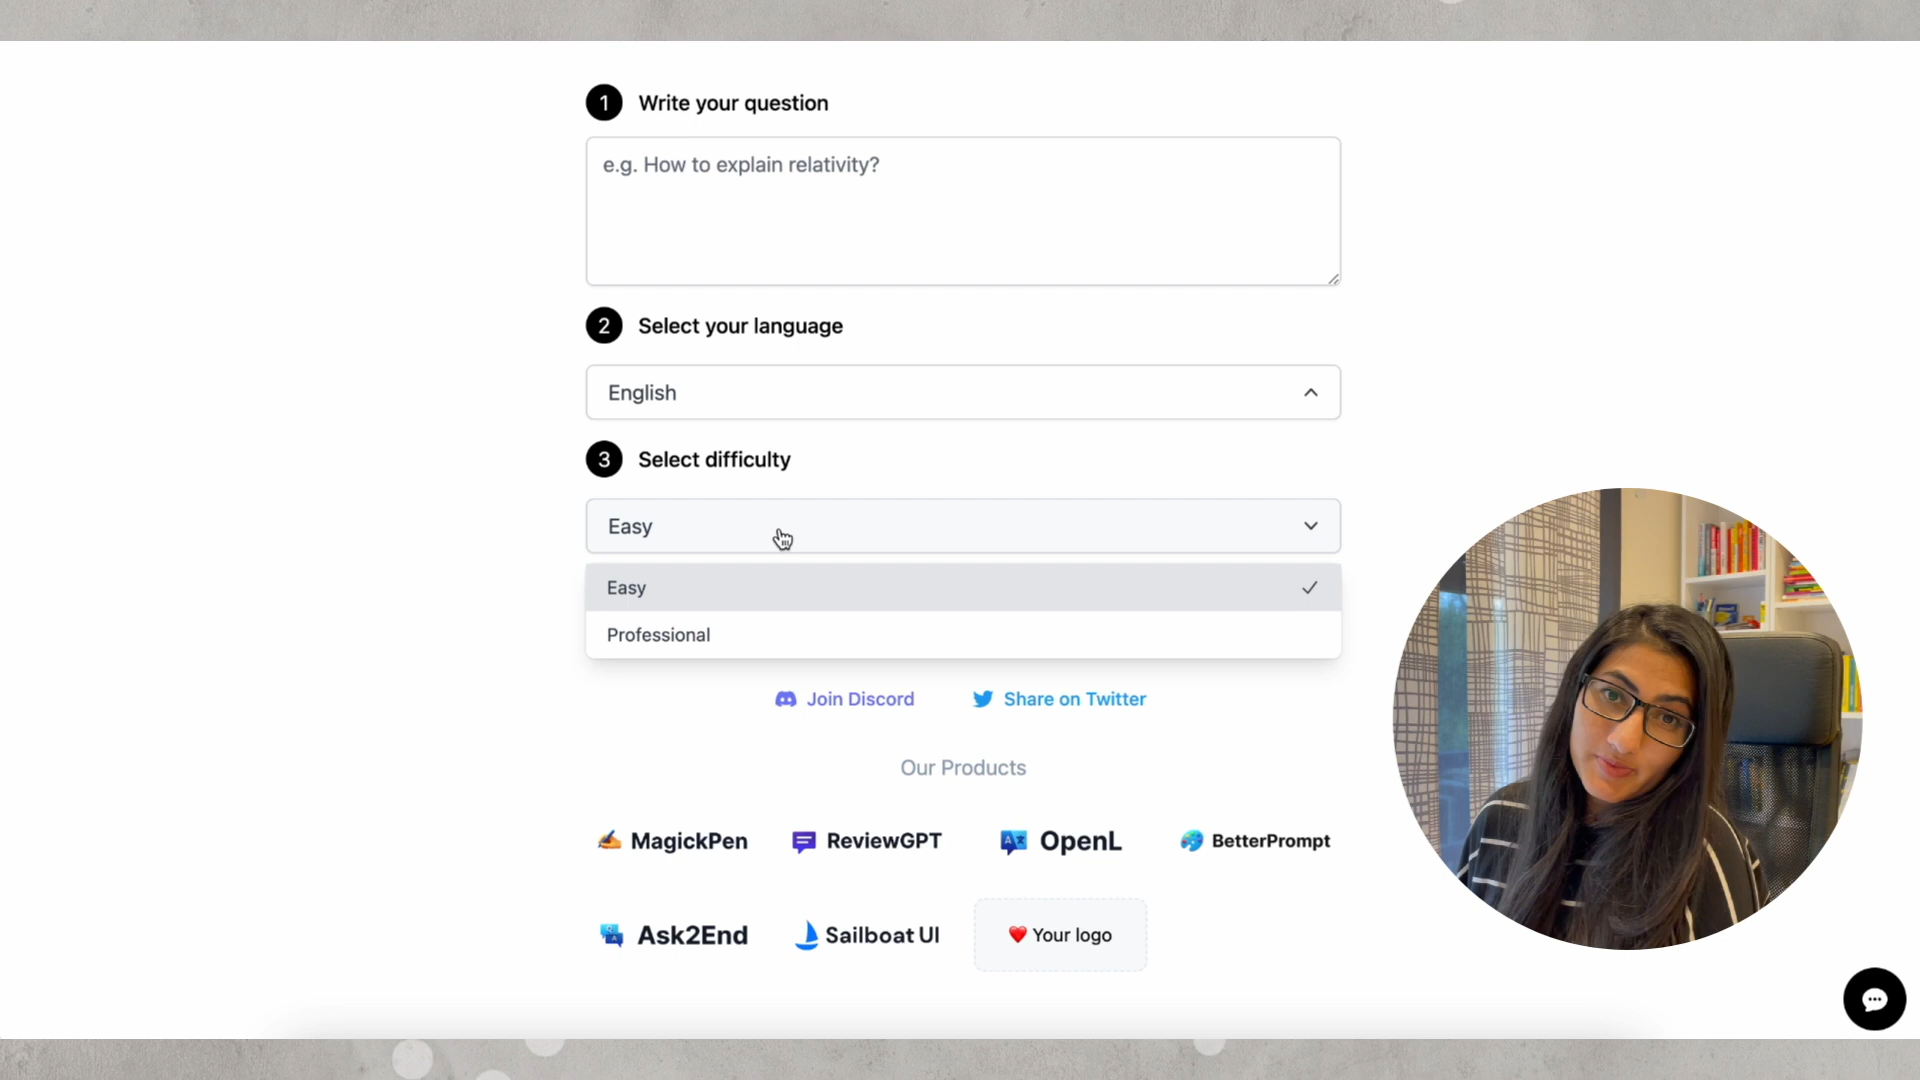 1 Write your question
e.g. How to explain relativity?
2 Select your language
English
3 Select difficulty
Easy
Easy
Professional
Join Discord
Share on Twitter
Our Products
MagickPen
ReviewGPT
OpenL
BetterPrompt
Ask2End
Sailboat UI
Your logo